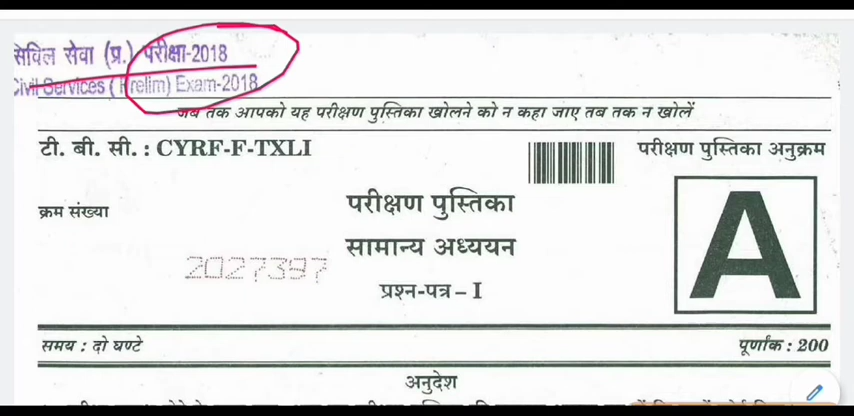 सिविल सेवा (प्र.) परीक्षा-2018
Civil Services (Prelim) Exam-2018
जब तक आपको यह परीक्षण पुस्तिका खोलने को न कहा जाए तब तक न खोलें
टी. बी. सी. : CYRF-F-TXLI
परीक्षण पुस्तिका अनुक्रम
क्रम संख्या
2027397
परीक्षण पुस्तिका
सामान्य अध्ययन
प्रश्न-पत्र – I
A
समय : दो घण्टे
पूर्णांक : 200
अनुदेश